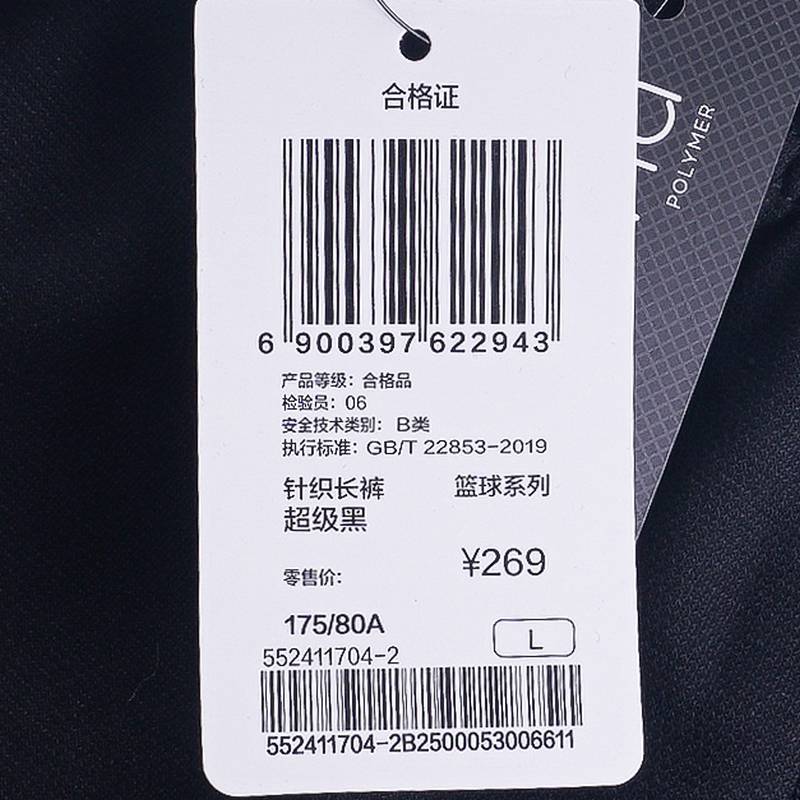 合格证
6 900397 622943
产品等级：合格品
检验员：06
安全技术类别： B类
执行标准：GB/T 22853-2019
针织长裤 篮球系列
超级黑
零售价： ¥269
175/80A L
552411704-2
552411704-2B2500053006611
POLYMER